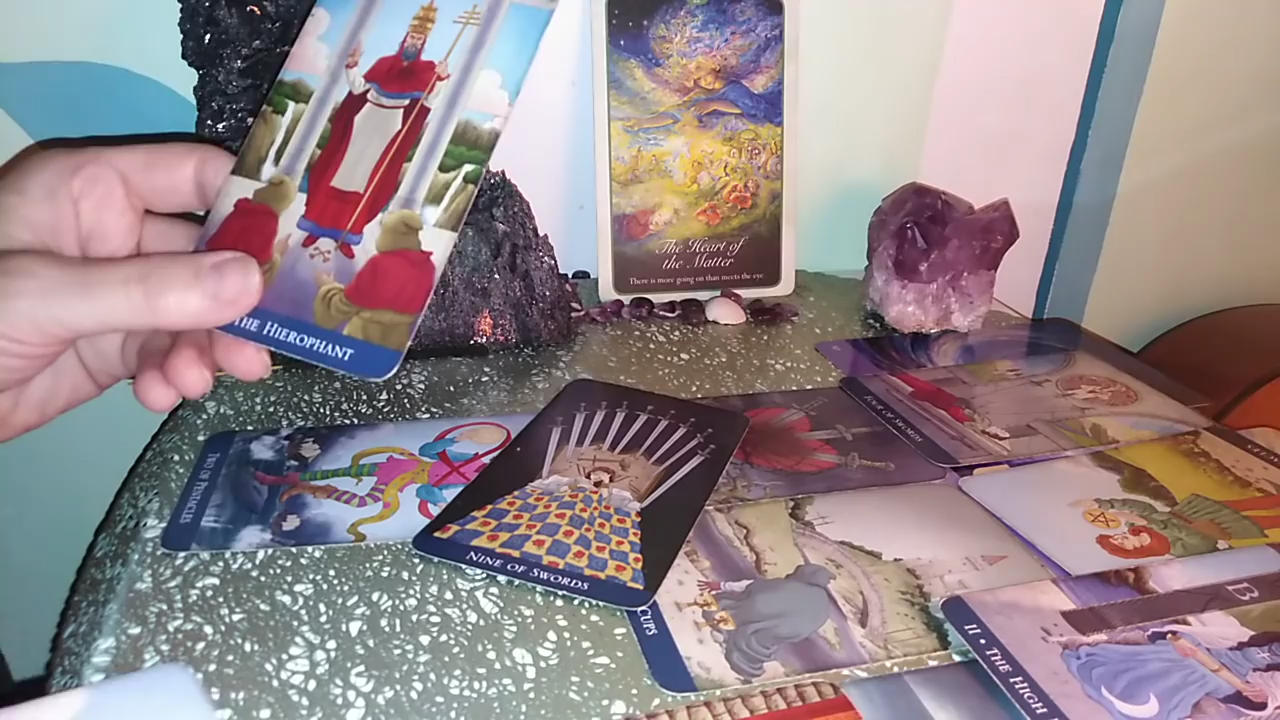 THE HIEROPHANT
The Heart of
the Matter
There is more going on than meets the eye
TWO OF PENTACLES
NINE OF SWORDS
FOUR OF SWORDS
CUPS
II • THE HIGH
B